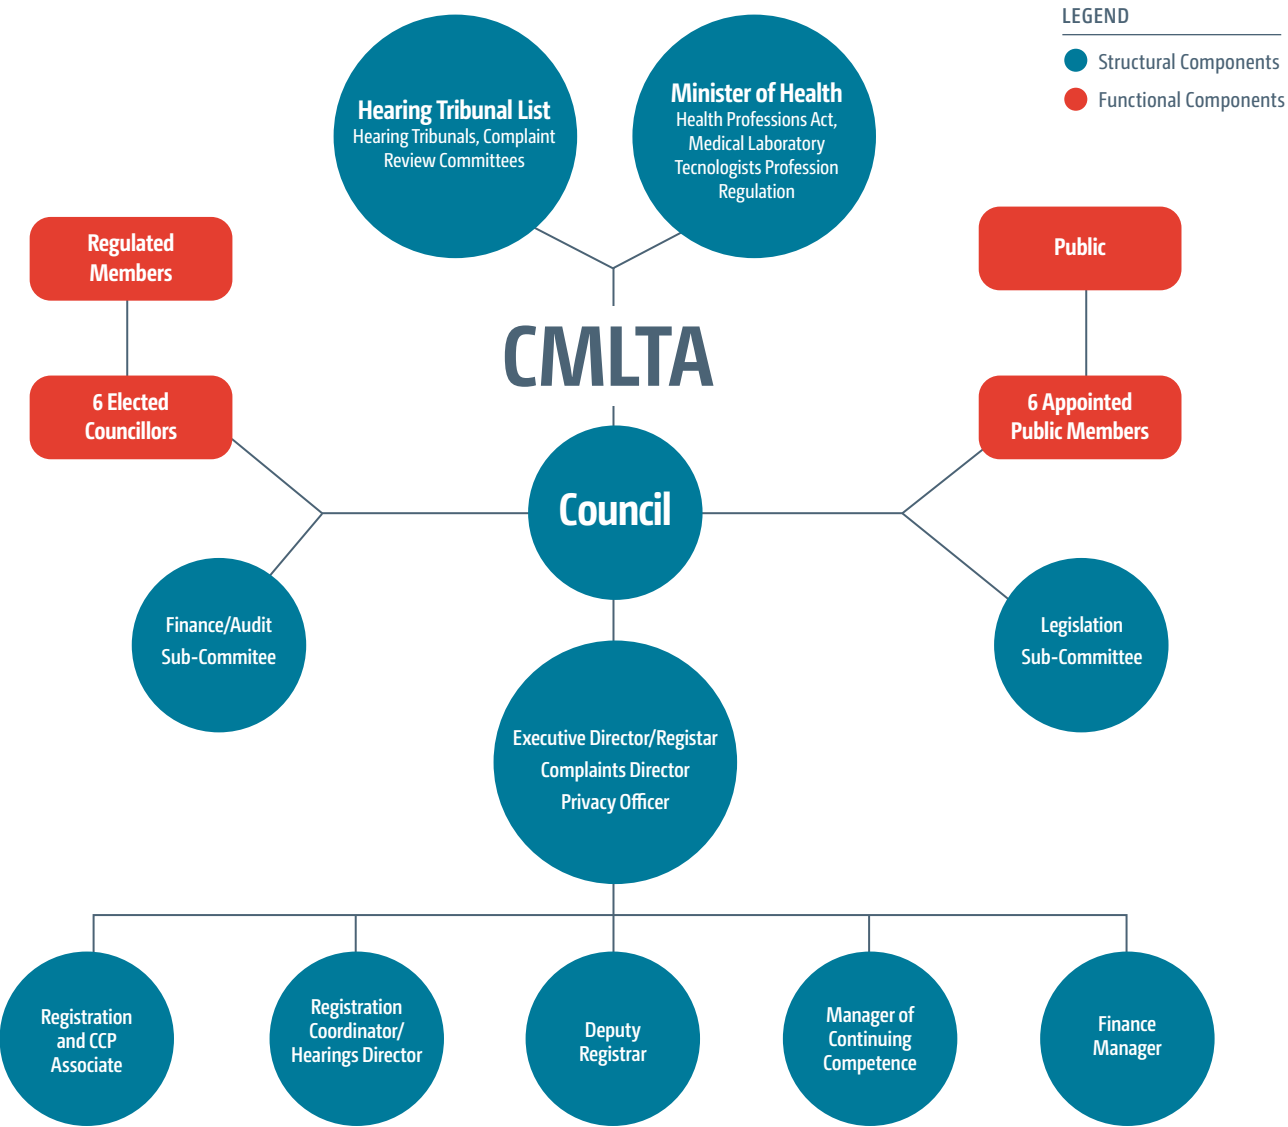 LEGEND
Structural Components
Functional Components
Hearing Tribunal List
Hearing Tribunals, Complaint
Review Committees
Minister of Health
Health Professions Act,
Medical Laboratory
Tecnologists Profession
Regulation
Regulated
Members
Public
CMLTA
6 Elected
Councillors
6 Appointed
Public Members
Council
Finance/Audit
Sub-Commitee
Legislation
Sub-Committee
Executive Director/Registar
Complaints Director
Privacy Officer
Registration
and CCP
Associate
Registration
Coordinator/
Hearings Director
Deputy
Registrar
Manager of
Continuing
Competence
Finance
Manager